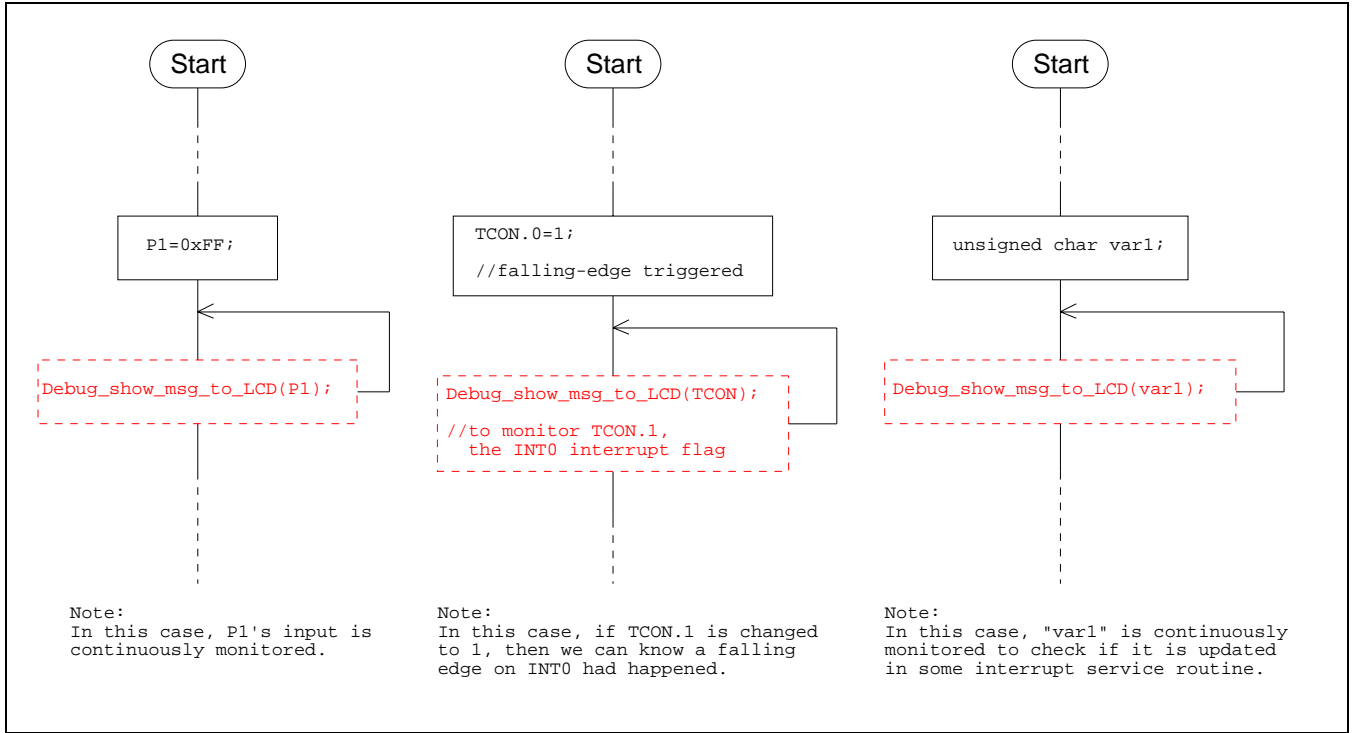 Start
P1=0xFF;
Debug_show_msg_to_LCD(P1);
Note:
In this case, P1's input is
continuously monitored.
Start
TCON.0=1;
//falling-edge triggered
Debug_show_msg_to_LCD(TCON);
//to monitor TCON.1,
the INT0 interrupt flag
Note:
In this case, if TCON.1 is changed
to 1, then we can know a falling
edge on INT0 had happened.
Start
unsigned char var1;
Debug_show_msg_to_LCD(var1);
Note:
In this case, "var1" is continuously
monitored to check if it is updated
in some interrupt service routine.